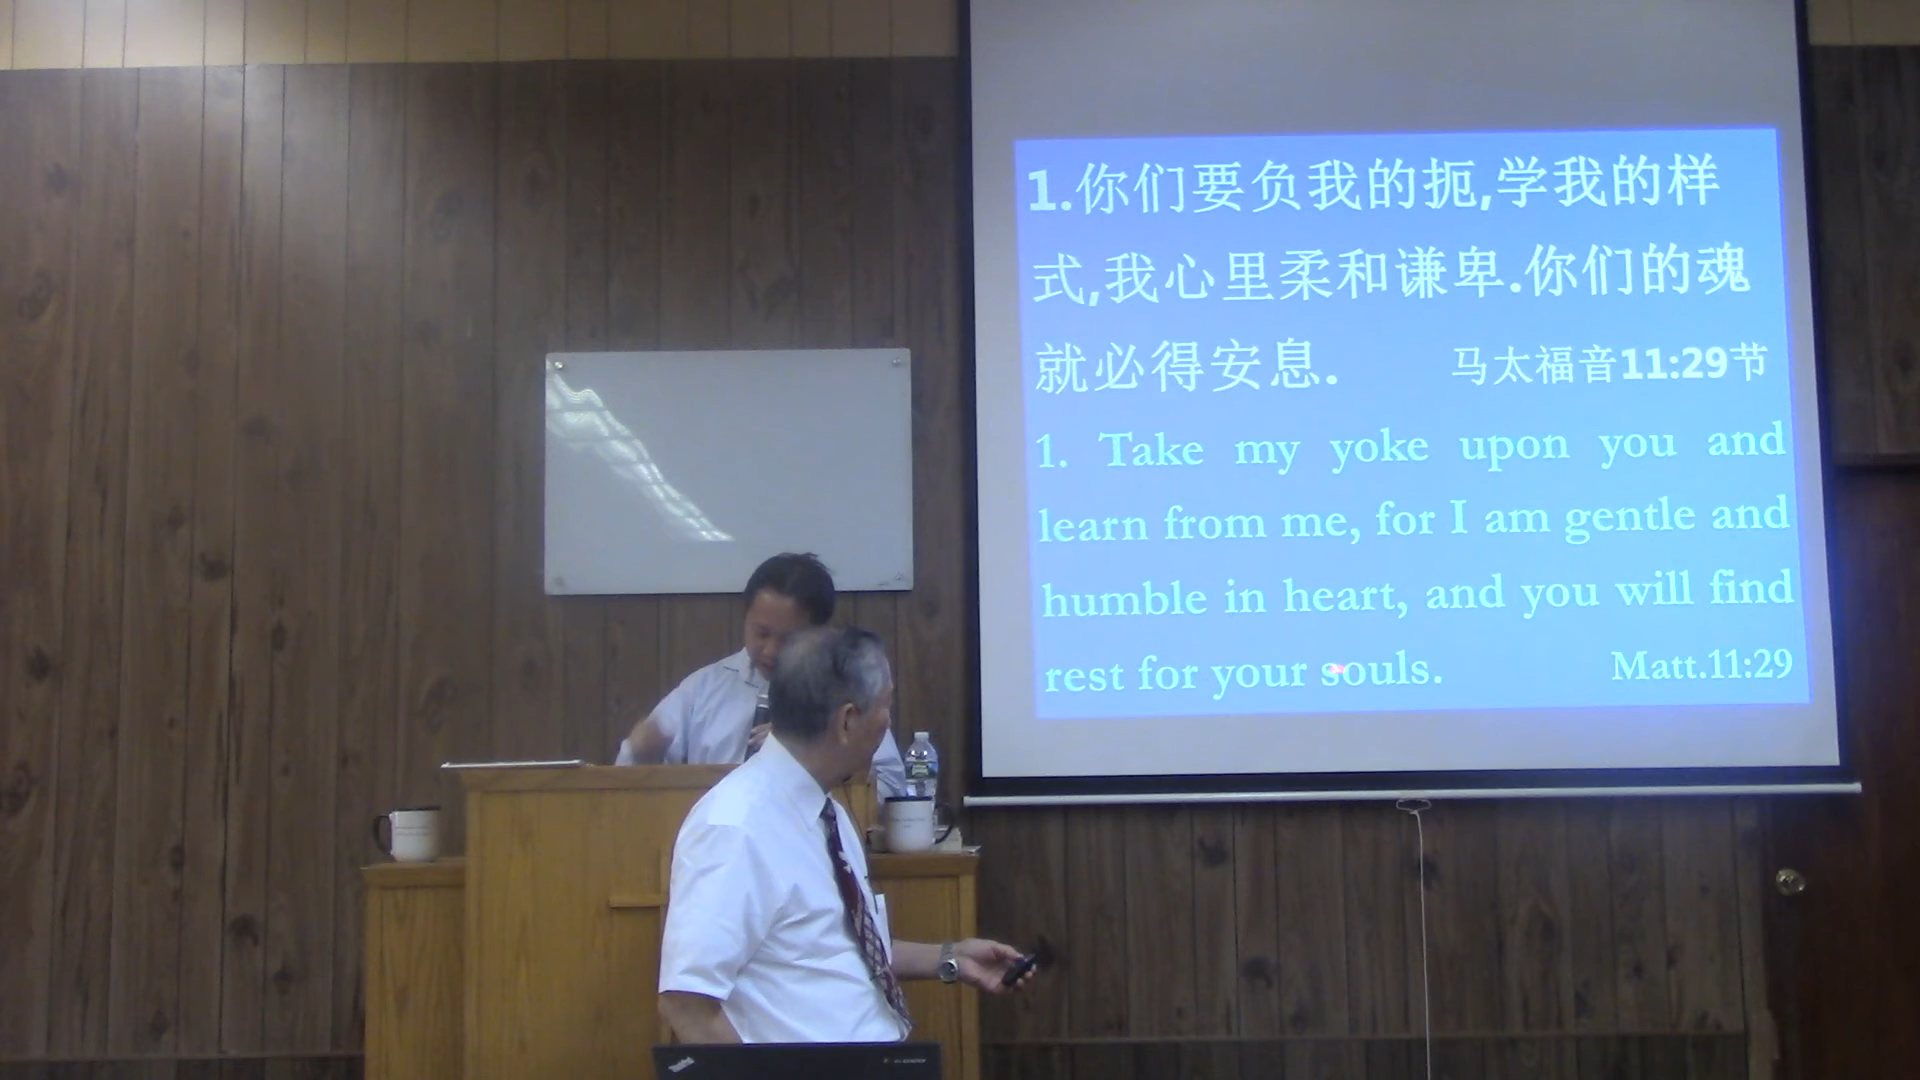 1.你们要负我的扼,学我的样
式,我心里柔和谦卑.你们的魂
就必得安息. 马太福音11:29节
1. Take my yoke upon you and
learn from me, for I am gentle and
humble in heart, and you will find
rest for your souls. Matt.11:29